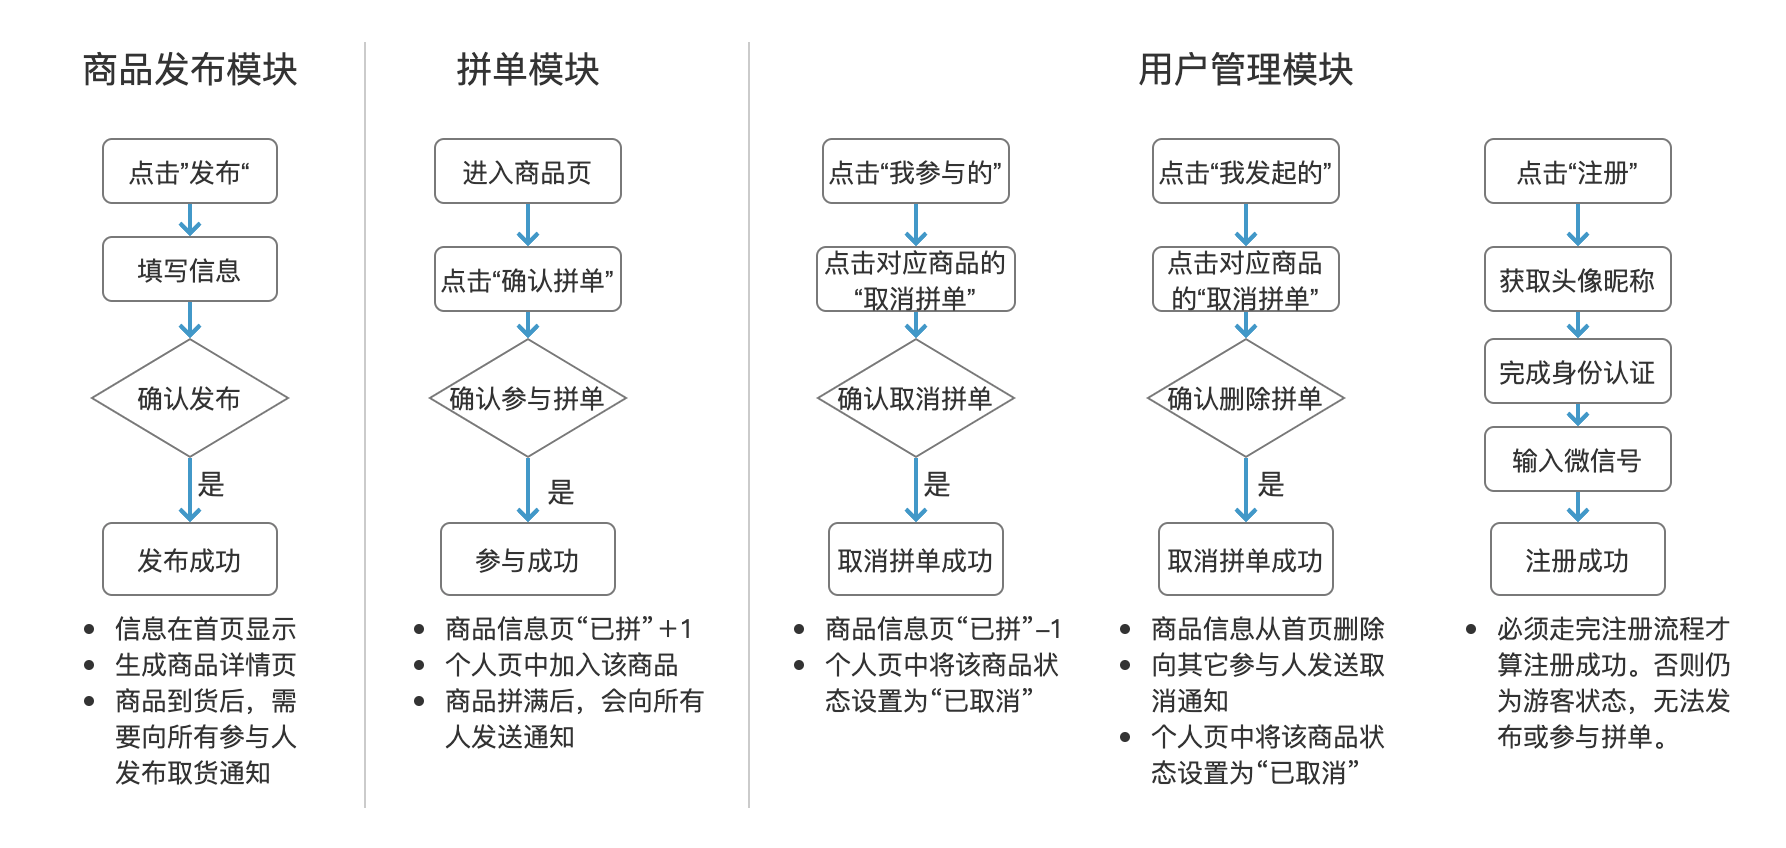 商品发布模块
点击”发布“
填写信息
确认发布
是
发布成功
• 信息在首页显示
• 生成商品详情页
• 商品到货后，需
要向所有参与人
发布取货通知
拼单模块
进入商品页
点击“确认拼单”
确认参与拼单
是
参与成功
• 商品信息页“已拼”＋1
• 个人页中加入该商品
• 商品拼满后，会向所有
人发送通知
用户管理模块
点击“我参与的”
点击对应商品的
“取消拼单”
确认取消拼单
是
取消拼单成功
• 商品信息页“已拼”–1
• 个人页中将该商品状
态设置为“已取消”
点击“我发起的”
点击对应商品
的“取消拼单”
确认删除拼单
是
取消拼单成功
• 商品信息从首页删除
• 向其它参与人发送取
消通知
• 个人页中将该商品状
态设置为“已取消”
点击“注册”
获取头像昵称
完成身份认证
输入微信号
注册成功
• 必须走完注册流程才
算注册成功。否则仍
为游客状态，无法发
布或参与拼单。